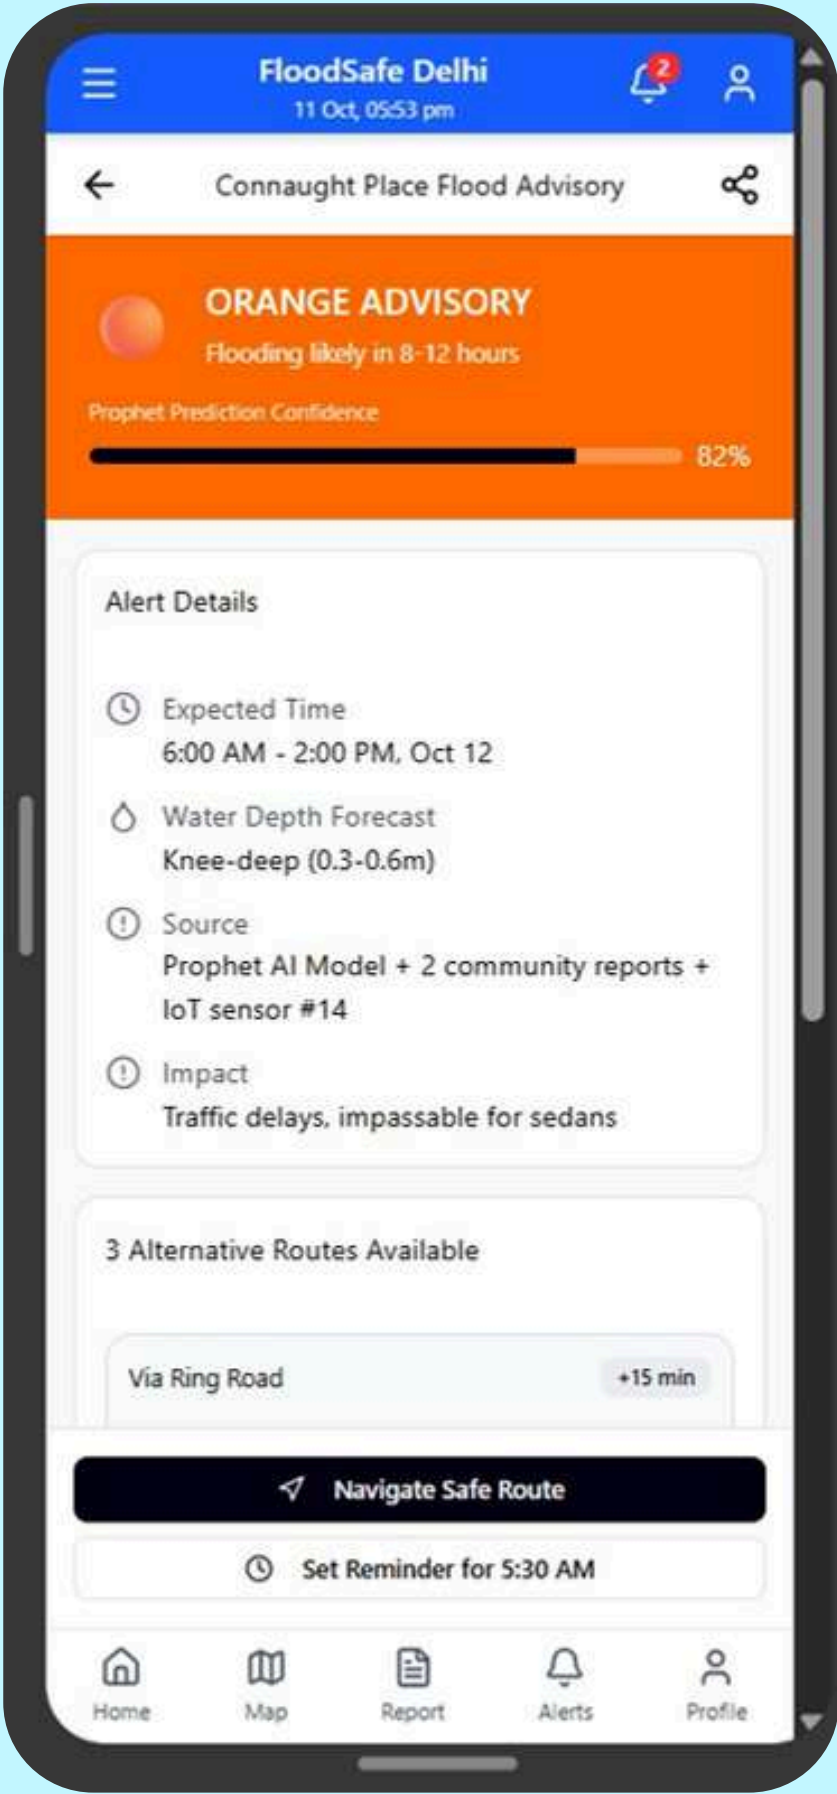 FloodSafe Delhi
2
11 Oct, 05:53 pm
Connaught Place Flood Advisory
ORANGE ADVISORY
Flooding likely in 8-12 hours
Prophet Prediction Confidence
82%
Alert Details
Expected Time
6:00 AM - 2:00 PM, Oct 12
Water Depth Forecast
Knee-deep (0.3-0.6m)
Source
Prophet AI Model + 2 community reports +
IoT sensor #14
Impact
Traffic delays, impassable for sedans
3 Alternative Routes Available
Via Ring Road
+15 min
Navigate Safe Route
Set Reminder for 5:30 AM
Home
Map
Report
Alerts
Profile